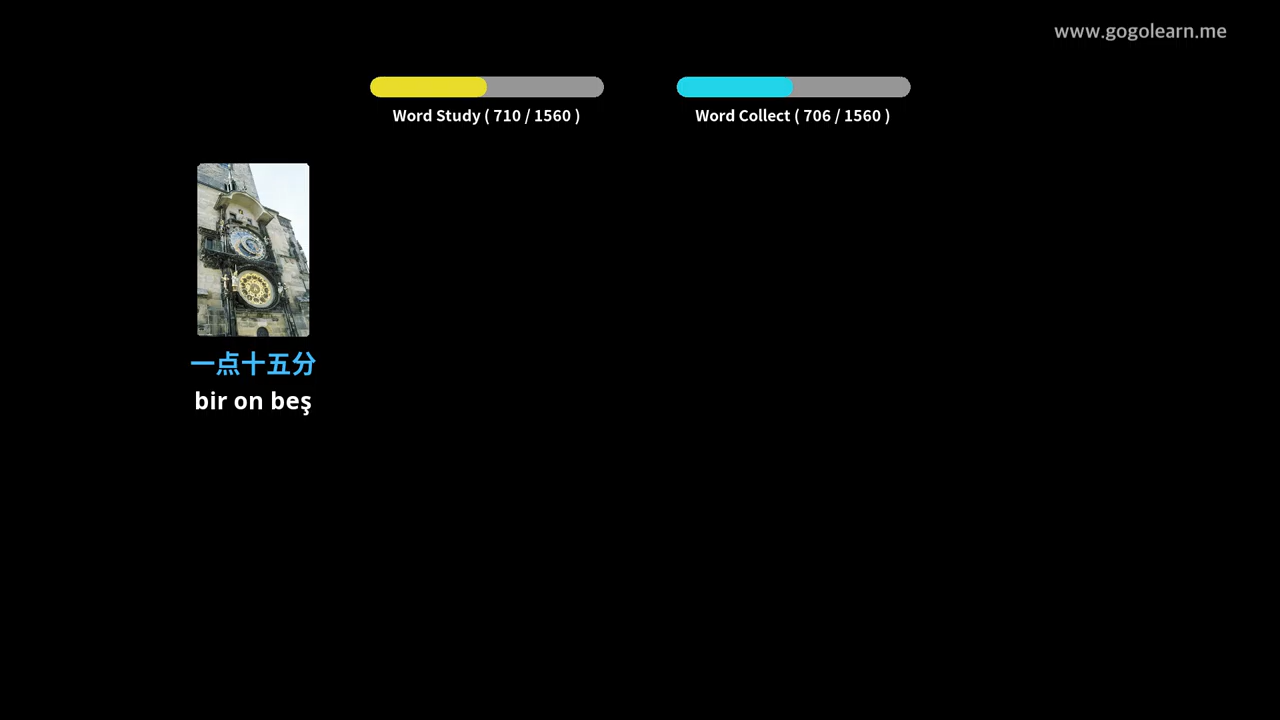 www.gogolearn.me
Word Study ( 710 / 1560 )
Word Collect ( 706 / 1560 )
一点十五分
bir on beş